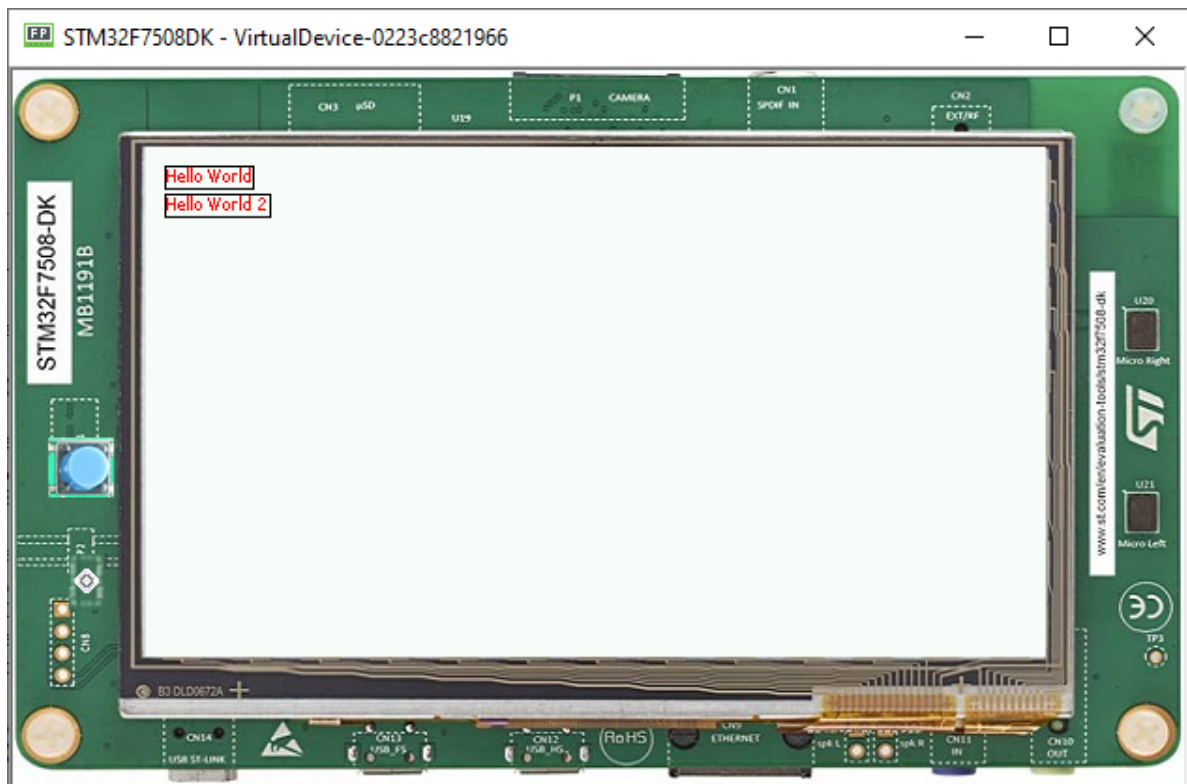 STM32F7508DK - VirtualDevice-0223c8821966
CN3 µSD
U19
P1 CAMERA
CN1
SPDIF IN
CN2
EXT/RF
Hello World
Hello World 2
STM32F7508-DK
MB1191B
U20
Micro Right
www.st.com/en/evaluation-tools/stm32f7508-dk
U21
Micro Left
P2
CN8
TP3
B3 DLD0672A
CN14
USB ST-LINK
CN13
USB_FS
CN12
USB_HS
RoHS
CN9
ETHERNET
spk L
spk R
CN11
IN
CN10
OUT